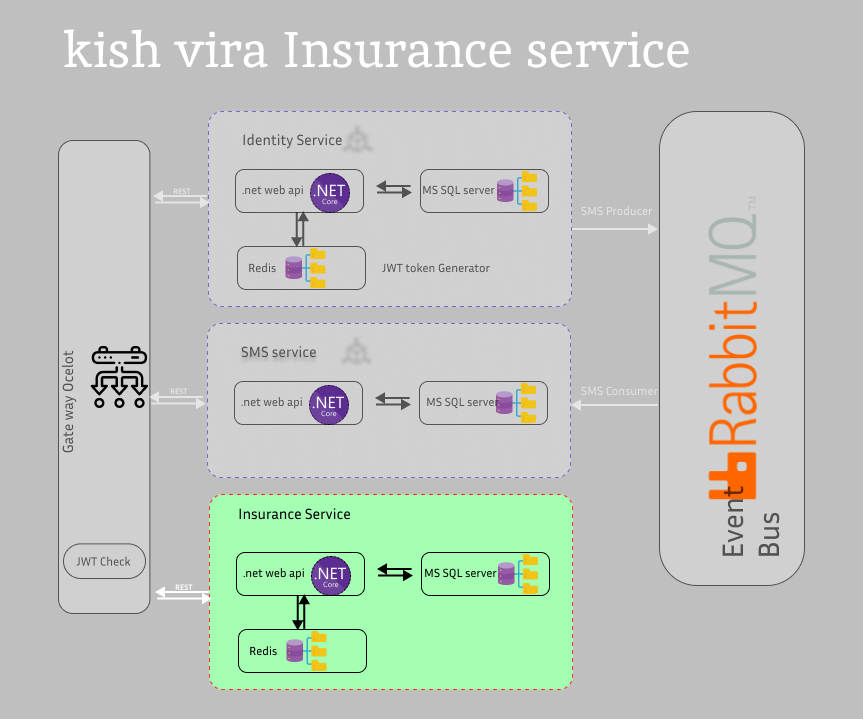 kish vira Insurance service
Identity Service
.net web api
.NET
Core
MS SQL server
REST
Redis
JWT token Generator
SMS Producer
SMS service
.net web api
.NET
Core
MS SQL server
REST
SMS Consumer
Gate way Ocelot
JWT Check
Insurance Service
.net web api
.NET
Core
MS SQL server
REST
Redis
RabbitMQ™
Event
Bus